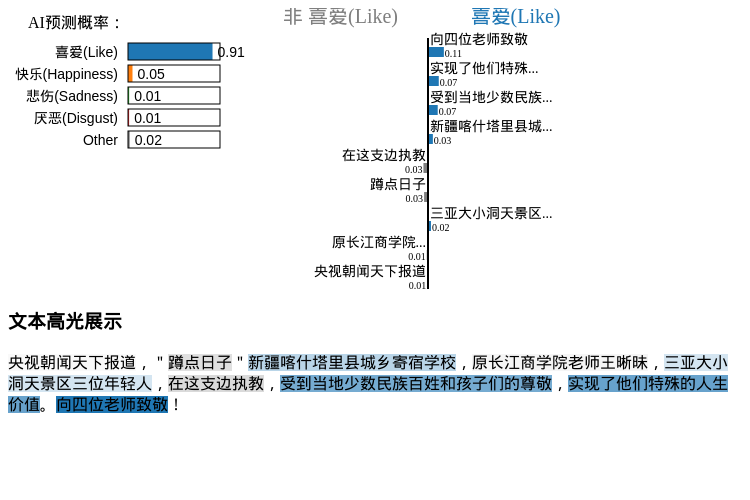 AI预测概率：
喜爱(Like) 0.91
快乐(Happiness) 0.05
悲伤(Sadness) 0.01
厌恶(Disgust) 0.01
Other 0.02
非 喜爱(Like) 喜爱(Like)
向四位老师致敬
0.11
实现了他们特殊...
0.07
受到当地少数民族...
0.07
新疆喀什塔里县城...
0.03
在这支边执教
0.03
蹲点日子
0.03
三亚大小洞天景区...
0.02
原长江商学院...
0.01
央视朝闻天下报道
0.01
文本高光展示
央视朝闻天下报道，＂蹲点日子＂新疆喀什塔里县城乡寄宿学校，原长江商学院老师王晰昧，三亚大小
洞天景区三位年轻人，在这支边执教，受到当地少数民族百姓和孩子们的尊敬，实现了他们特殊的人生
价值。向四位老师致敬！